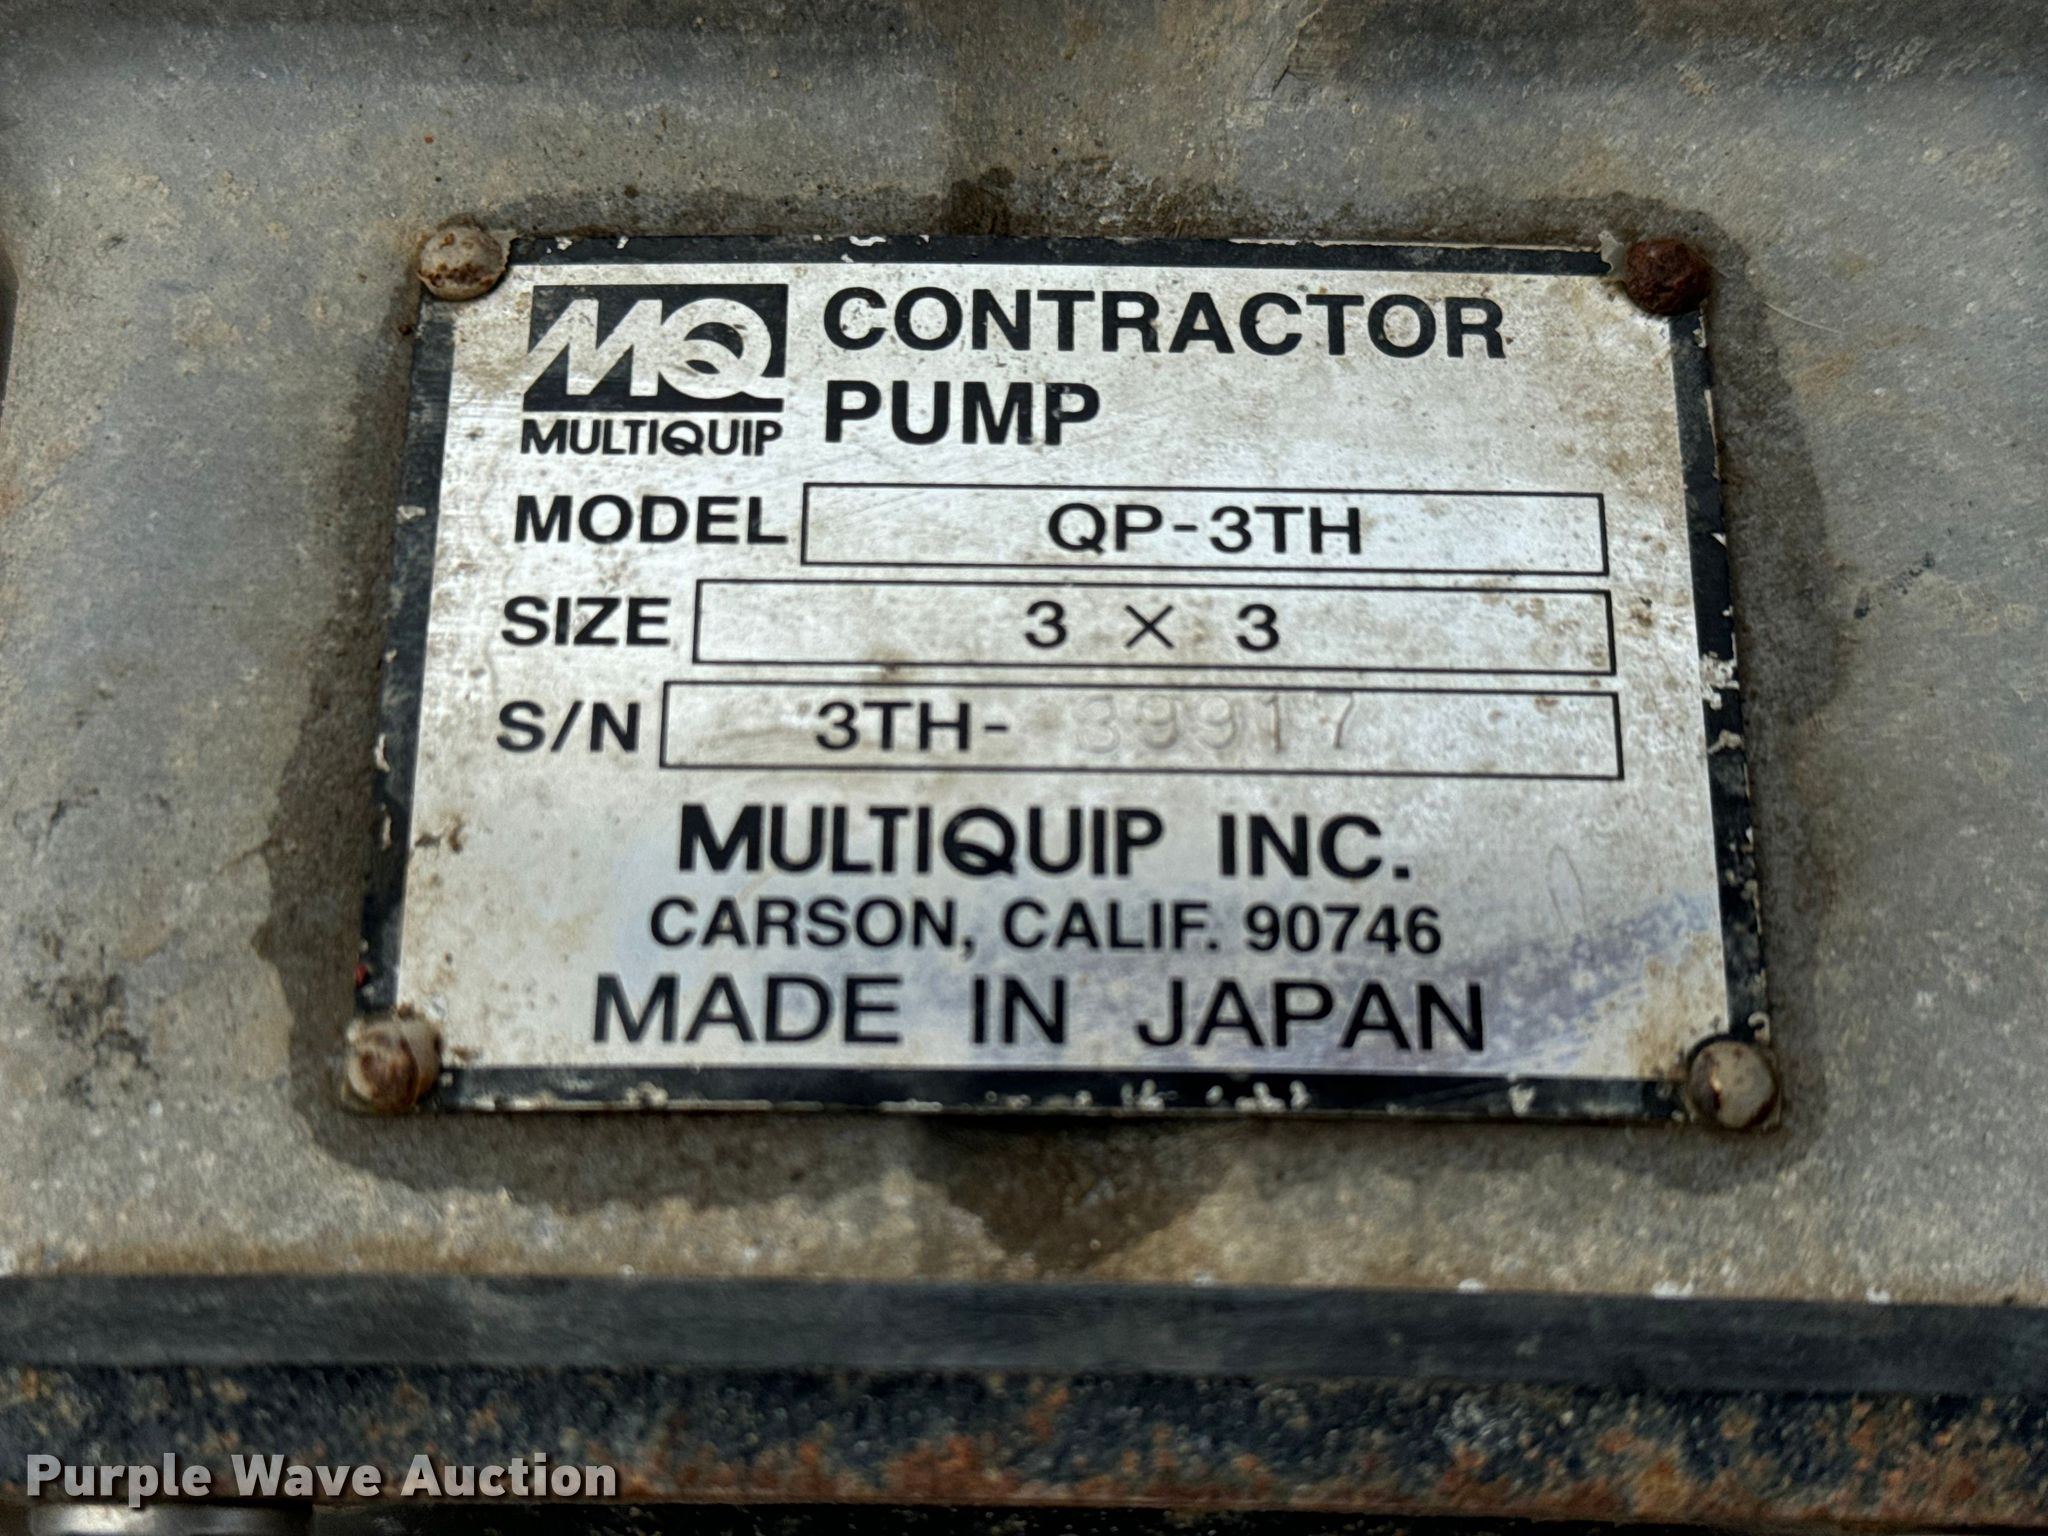 MQ
MULTIQUIP
CONTRACTOR
PUMP
MODEL QP-3TH
SIZE 3 × 3
S/N 3TH- 39917
MULTIQUIP INC.
CARSON, CALIF. 90746
MADE IN JAPAN
Purple Wave Auction